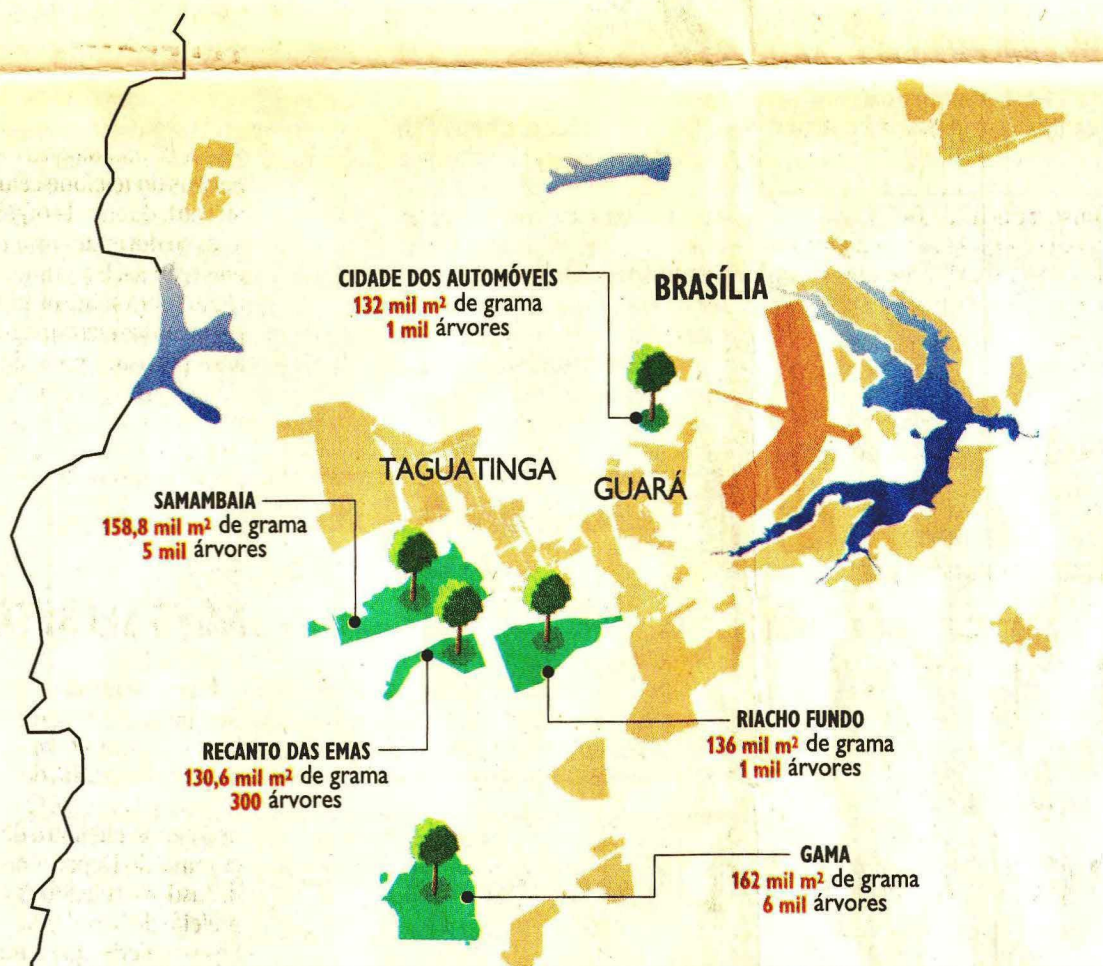 CIDADE DOS AUTOMÓVEIS
132 mil m² de grama
1 mil árvores
BRASÍLIA
TAGUATINGA
GUARÁ
SAMAMBAIA
158,8 mil m² de grama
5 mil árvores
RIACHO FUNDO
136 mil m² de grama
1 mil árvores
RECANTO DAS EMAS
130,6 mil m² de grama
300 árvores
GAMA
162 mil m² de grama
6 mil árvores